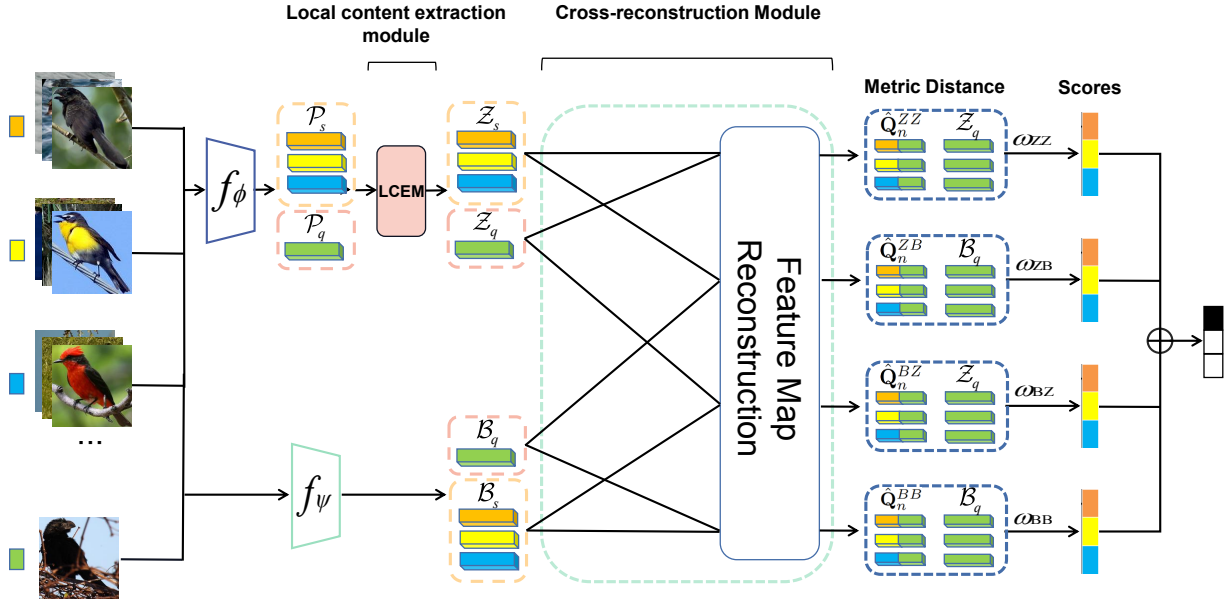 Local content extraction
module
Cross-reconstruction Module
Metric Distance
Scores
𝒫_s
𝒵_s
f_ϕ
LCEM
𝒫_q
𝒵_q
Feature Map
Reconstruction
Q̂_n^{ZZ} 𝒵_q
ω_ZZ
Q̂_n^{ZB} ℬ_q
ω_ZB
Q̂_n^{BZ} 𝒵_q
ω_BZ
Q̂_n^{BB} ℬ_q
ω_BB
...
ℬ_q
f_ψ
ℬ_s